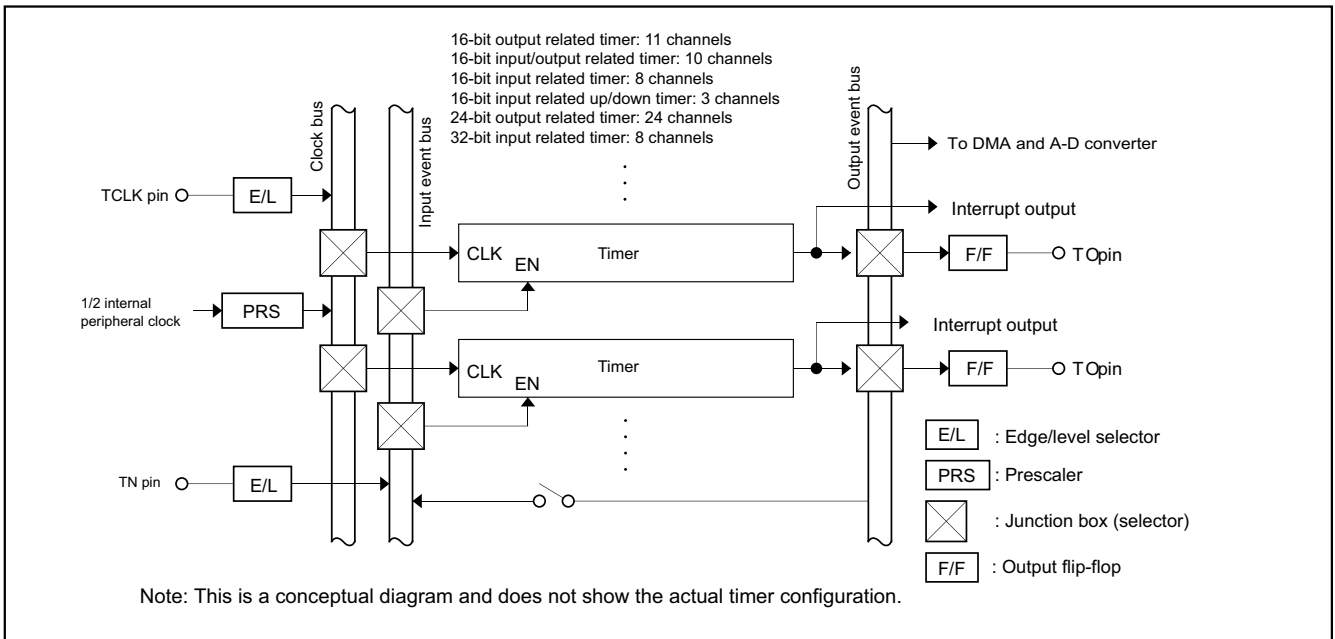 16-bit output related timer: 11 channels
16-bit input/output related timer: 10 channels
16-bit input related timer: 8 channels
16-bit input related up/down timer: 3 channels
24-bit output related timer: 24 channels
32-bit input related timer: 8 channels
Clock bus
Input event bus
Output event bus
To DMA and A-D converter
TCLK pin
E/L
Interrupt output
CLK
EN
Timer
F/F
TOpin
1/2 internal
peripheral clock
PRS
Interrupt output
CLK
EN
Timer
F/F
TOpin
TN pin
E/L
E/L : Edge/level selector
PRS : Prescaler
: Junction box (selector)
F/F : Output flip-flop
Note: This is a conceptual diagram and does not show the actual timer configuration.